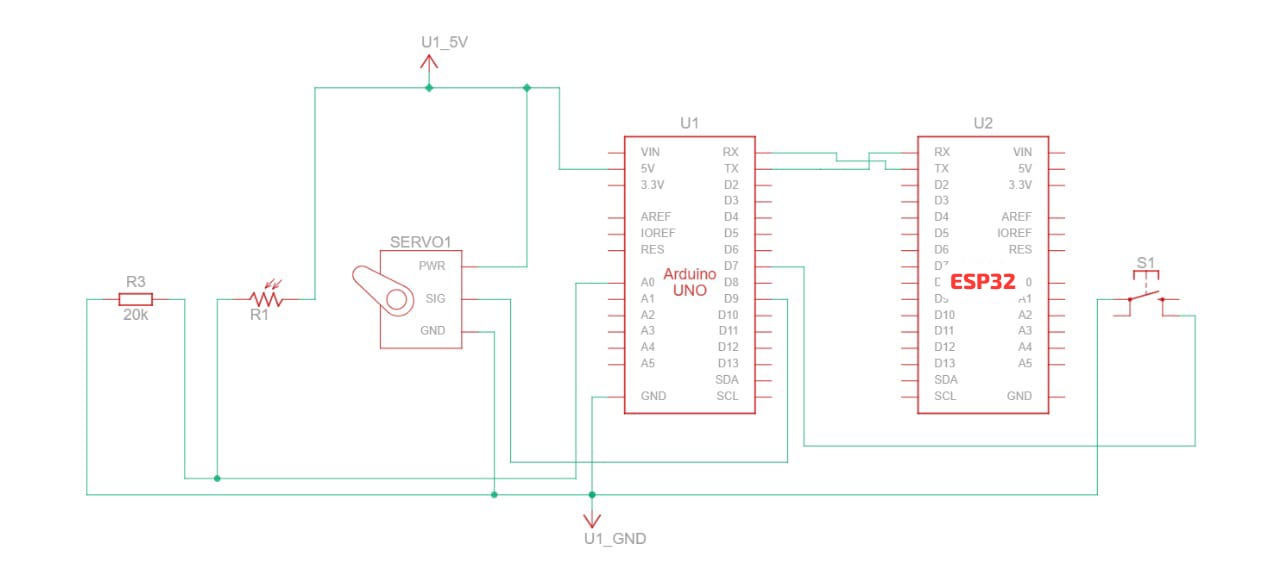 U1_5V
U1
U2
VIN RX
5V TX
3.3V D2
D3
AREF D4
IOREF D5
RES D6
D7
A0 D8
A1 D9
A2 D10
A3 D11
A4 D12
A5 D13
SDA
GND SCL
Arduino
UNO
RX VIN
TX 5V
D2 3.3V
D3
D4 AREF
D5 IOREF
D6 RES
D7
ESP32
A1
D10 A2
D11 A3
D12 A4
D13 A5
SDA
SCL GND
SERVO1
PWR
SIG
GND
R3
20k
R1
S1
U1_GND